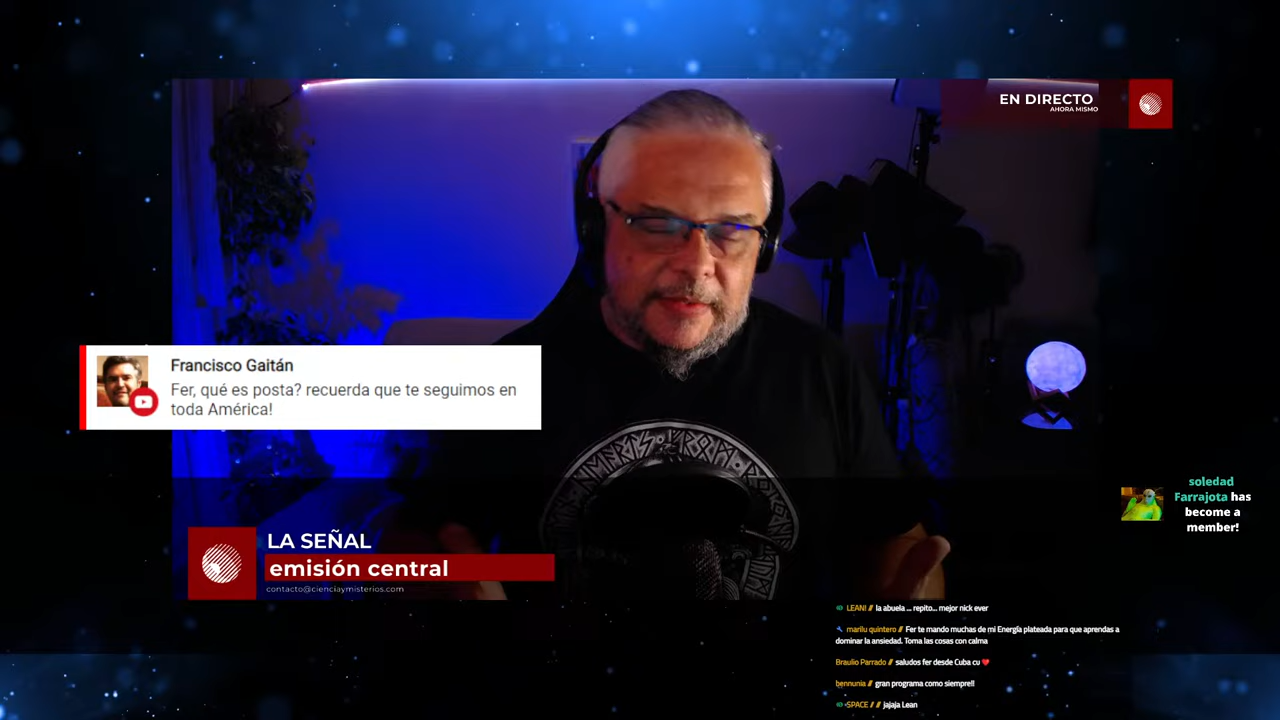 EN DIRECTO
AHORA MISMO
Francisco Gaitán
Fer, qué es posta? recuerda que te seguimos en
toda América!
soledad
Farrajota has
become a
member!
LA SEÑAL
emisión central
contacto@cienciaymisterios.com
LEAN! // la abuela ... repito... mejor nick ever
marilu quintero // Fer te mando muchas de mi Energía plateada para que aprendas a
dominar la ansiedad. Toma las cosas con calma
Braulio Parrado // saludos fer desde Cuba cu ❤️
bennunia // gran programa como siempre!!
SPACE // // jajaja Lean